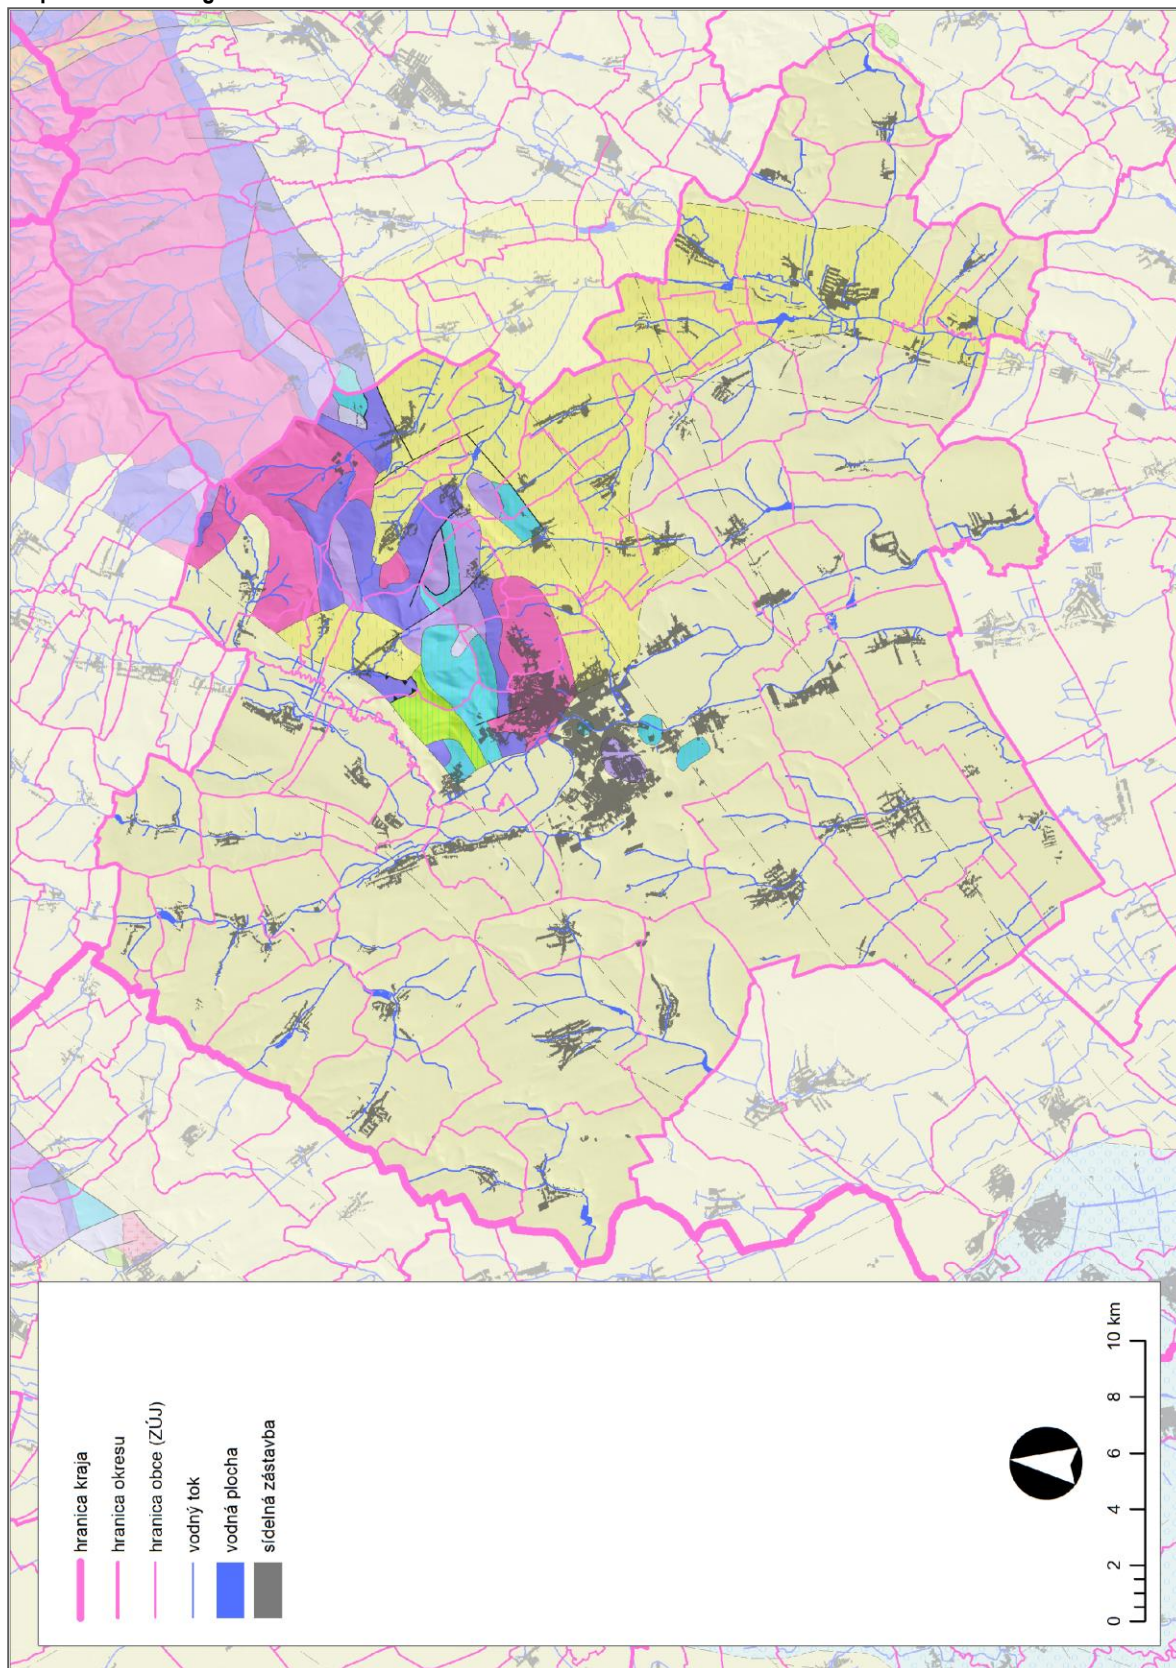 hranica kraja
hranica okresu
hranica obce (ZÚJ)
vodný tok
vodná plocha
sídelná zástavba
0 2 4 6 8 10 km